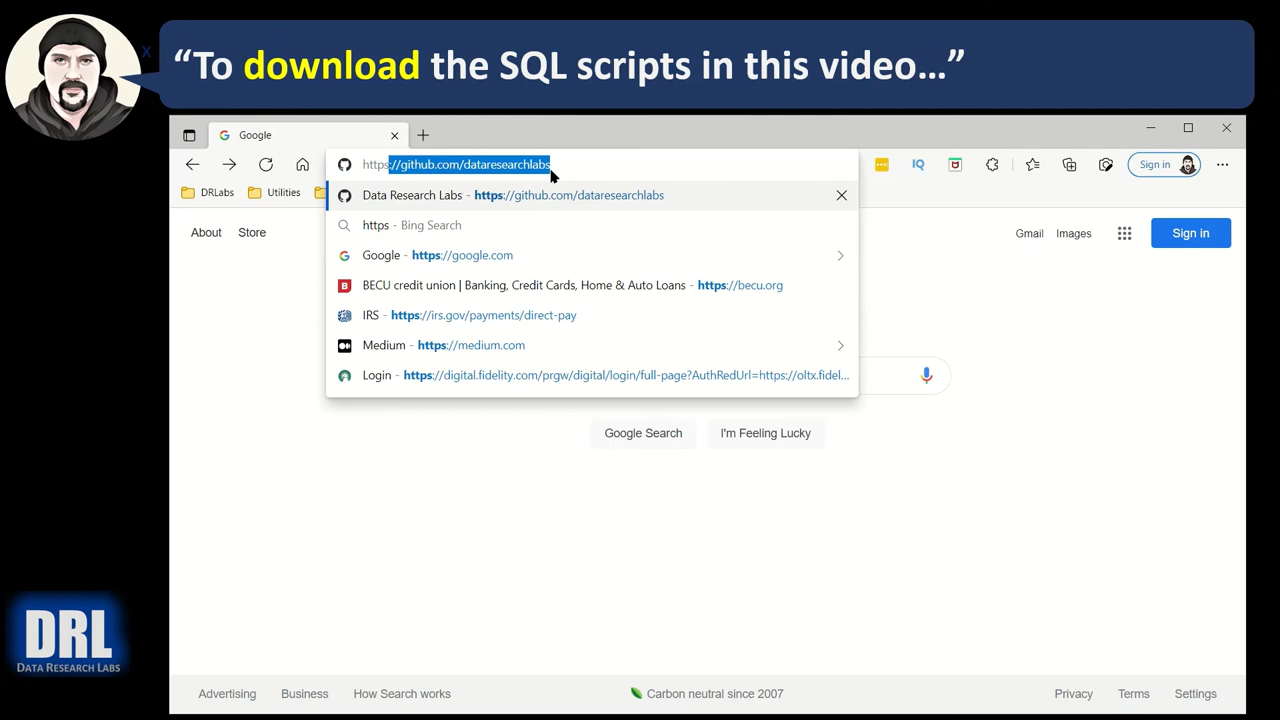 “To download the SQL scripts in this video…”
x
Google
https://github.com/dataresearchlabs
Sign in
DRLabs
Utilities
Data Research Labs - https://github.com/dataresearchlabs
https - Bing Search
Google - https://google.com
BECU credit union | Banking, Credit Cards, Home & Auto Loans - https://becu.org
IRS - https://irs.gov/payments/direct-pay
Medium - https://medium.com
Login - https://digital.fidelity.com/prgw/digital/login/full-page?AuthRedUrl=https://oltx.fidel...
IQ
About
Store
Gmail
Images
Sign in
Google Search
I'm Feeling Lucky
DRL
DATA RESEARCH LABS
Advertising
Business
How Search works
Carbon neutral since 2007
Privacy
Terms
Settings